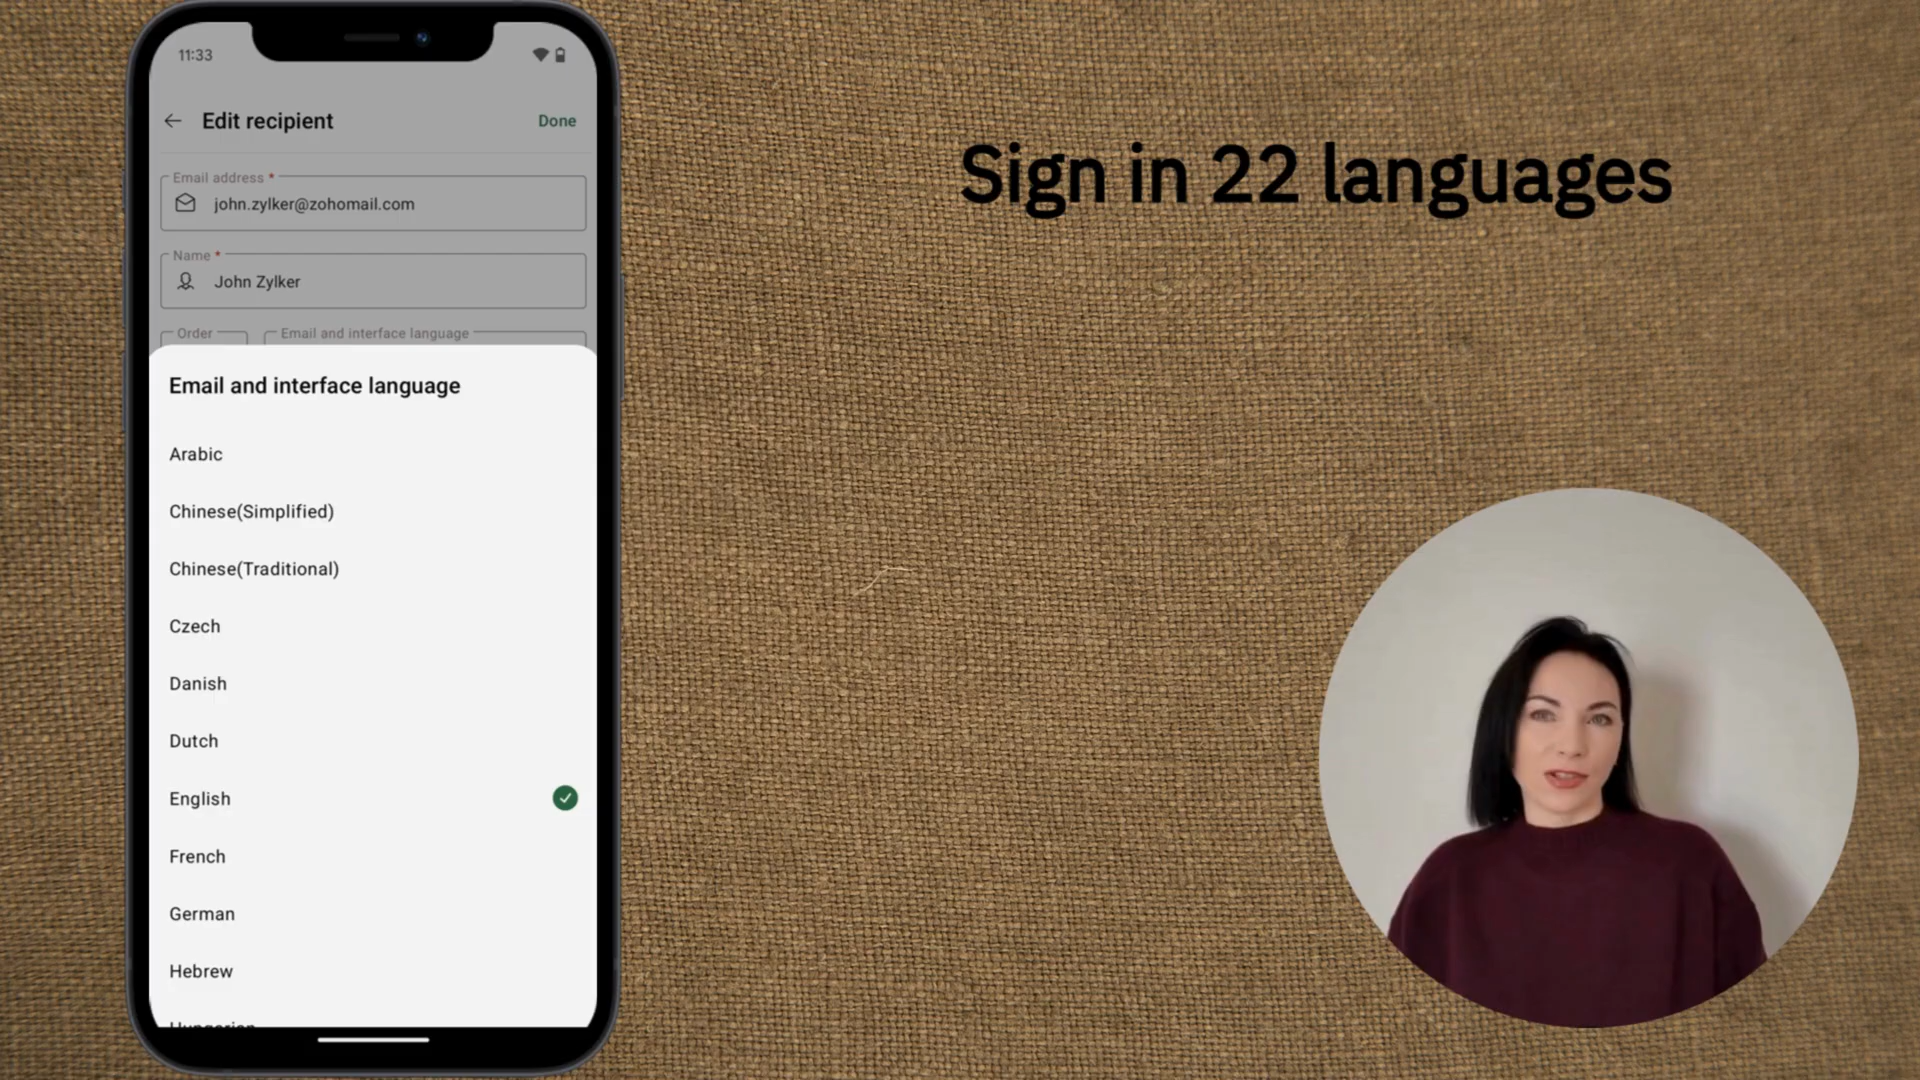 11:33
Edit recipient
Done
Email address *
john.zylker@zohomail.com
Name *
John Zylker
Order
Email and interface language
Email and interface language
Arabic
Chinese(Simplified)
Chinese(Traditional)
Czech
Danish
Dutch
English
French
German
Hebrew
Hungarian
Sign in 22 languages